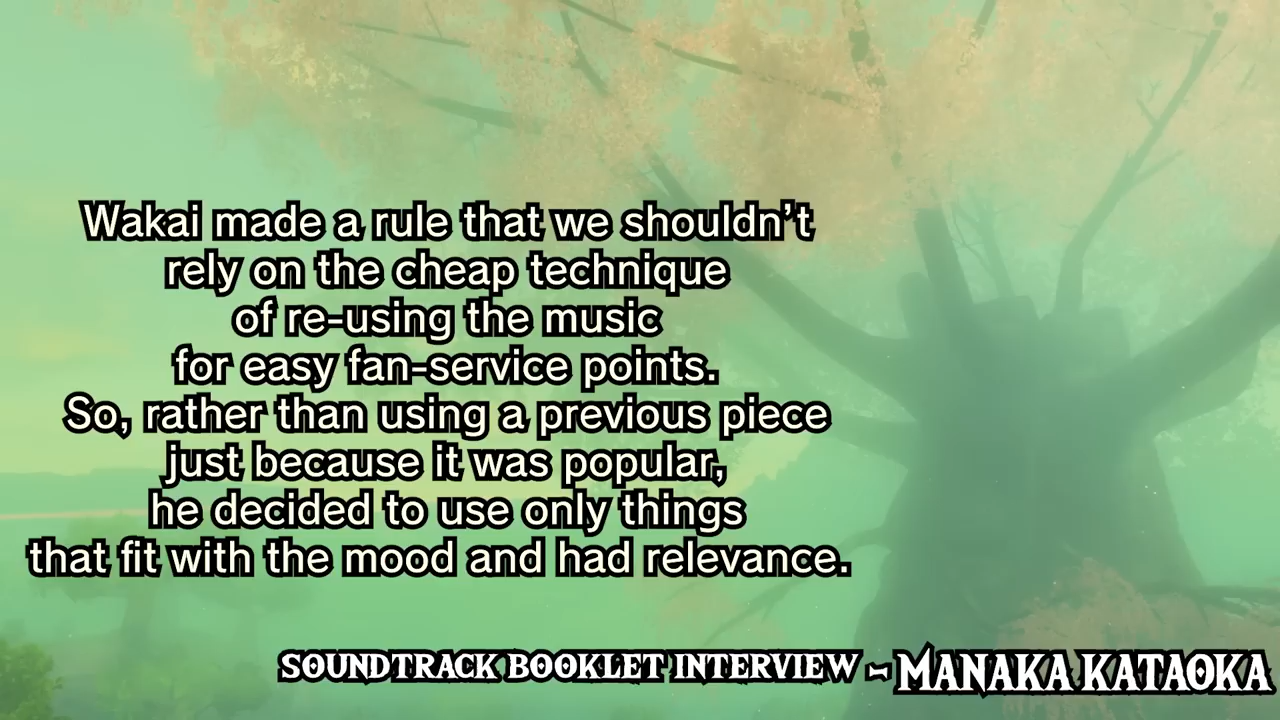 Wakai made a rule that we shouldn't
rely on the cheap technique
of re-using the music
for easy fan-service points.
So, rather than using a previous piece
just because it was popular,
he decided to use only things
that fit with the mood and had relevance.
SOUNDTRACK BOOKLET INTERVIEW - MANAKA KATAOKA